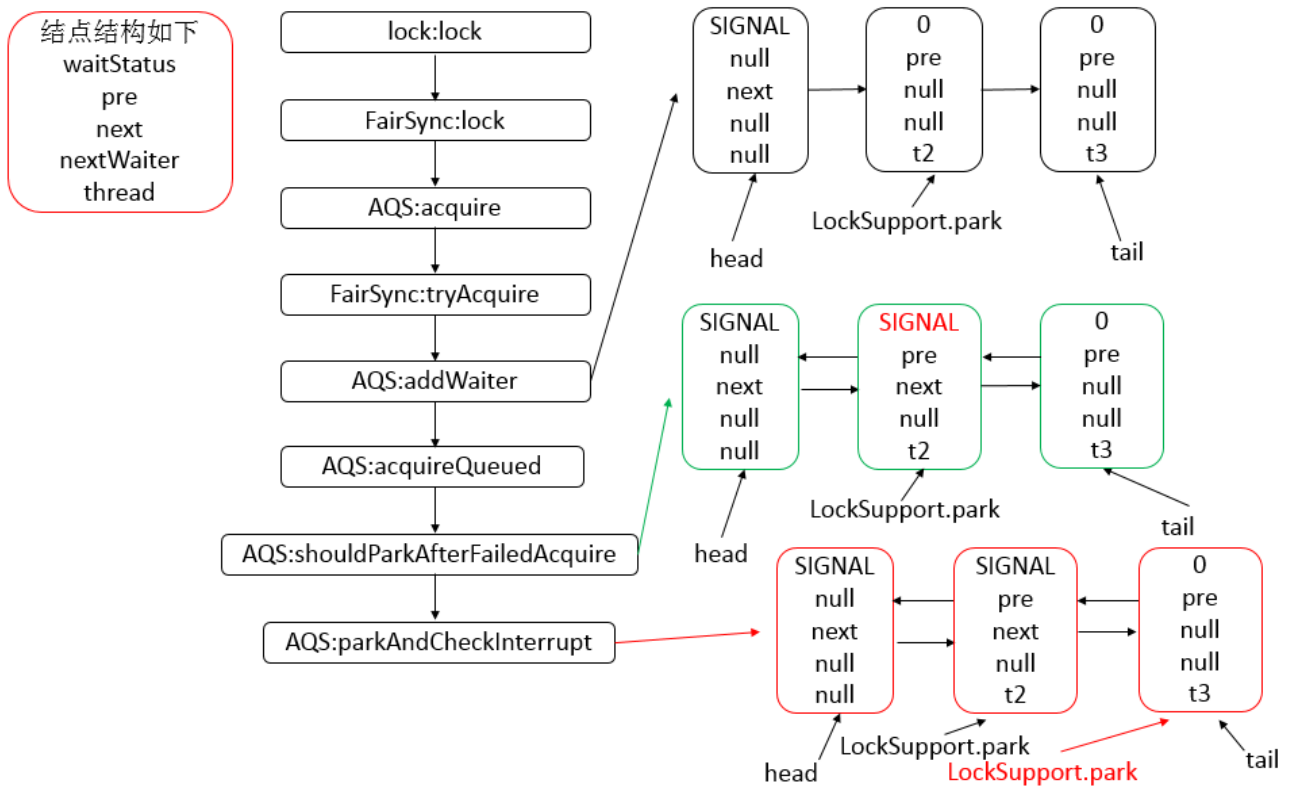 结点结构如下
waitStatus
pre
next
nextWaiter
thread
lock:lock
FairSync:lock
AQS:acquire
FairSync:tryAcquire
AQS:addWaiter
AQS:acquireQueued
AQS:shouldParkAfterFailedAcquire
AQS:parkAndCheckInterrupt
SIGNAL
null
next
null
null
0
pre
null
null
t2
0
pre
null
null
t3
head
LockSupport.park
tail
SIGNAL
null
next
null
null
SIGNAL
pre
next
null
t2
0
pre
null
null
t3
head
LockSupport.park
tail
SIGNAL
null
next
null
null
SIGNAL
pre
next
null
t2
0
pre
null
null
t3
head
LockSupport.park
LockSupport.park
tail